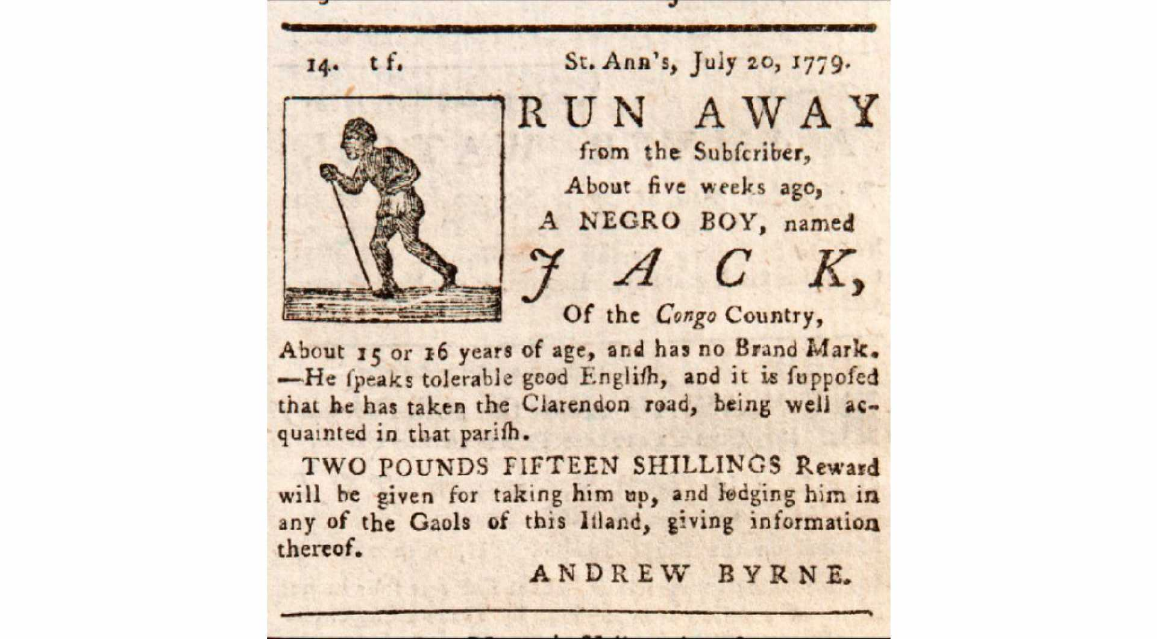 14. tf. St. Ann's, July 20, 1779.
RUN AWAY
from the Subſcriber,
About five weeks ago,
A NEGRO BOY, named
JACK,
Of the Congo Country,
About 15 or 16 years of age, and has no Brand Mark.
—He ſpeaks tolerable good Engliſh, and it is ſuppoſed
that he has taken the Clarendon road, being well ac-
quainted in that pariſh.
TWO POUNDS FIFTEEN SHILLINGS Reward
will be given for taking him up, and lodging him in
any of the Gaols of this Iſland, giving information
thereof.
ANDREW BYRNE.